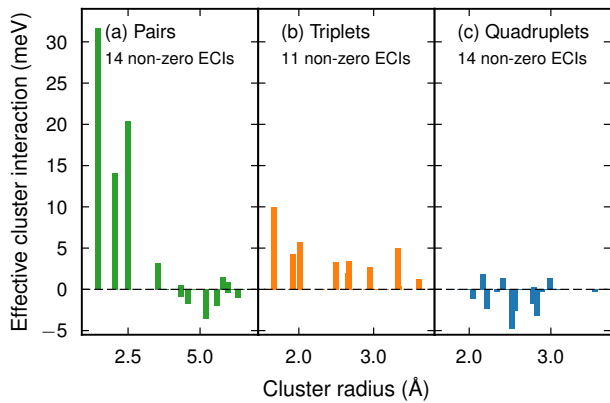 (a) Pairs
14 non-zero ECIs
(b) Triplets
11 non-zero ECIs
(c) Quadruplets
14 non-zero ECIs
Effective cluster interaction (meV)
30
25
20
15
10
5
0
−5
2.5
5.0
2.0
3.0
2.0
3.0
Cluster radius (Å)